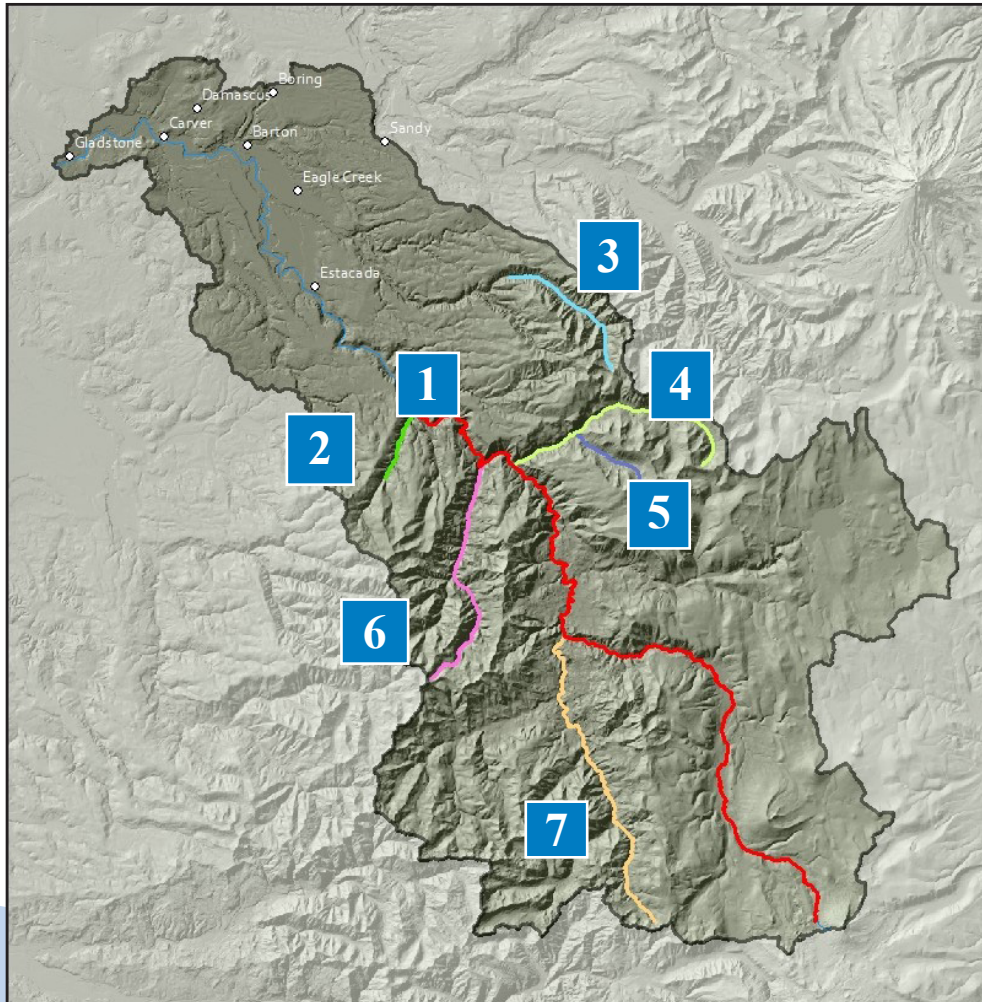 Boring
Damascus
Carver
Barton
Sandy
Gladstone
Eagle Creek
Estacada
3
1
4
2
5
6
7